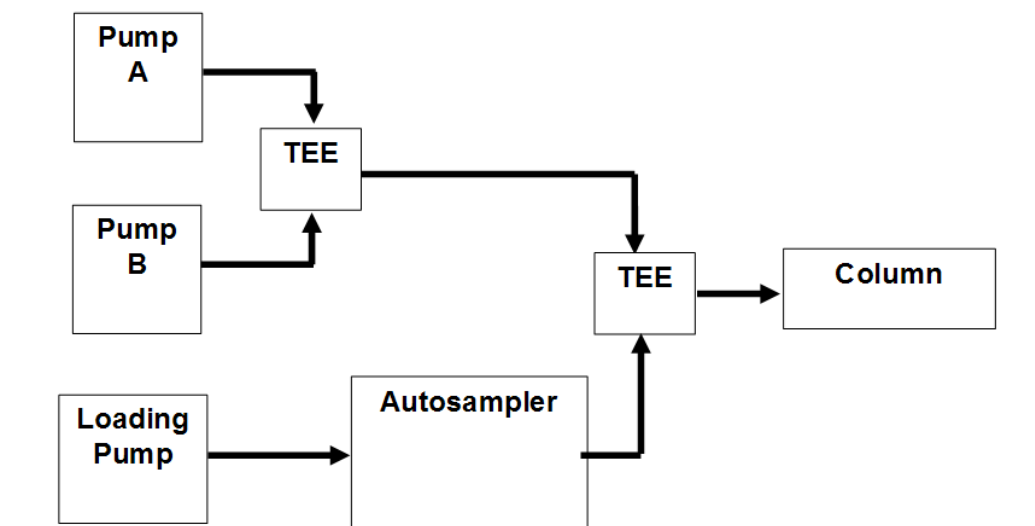 Pump
A
TEE
Pump
B
TEE
Column
Loading
Pump
Autosampler